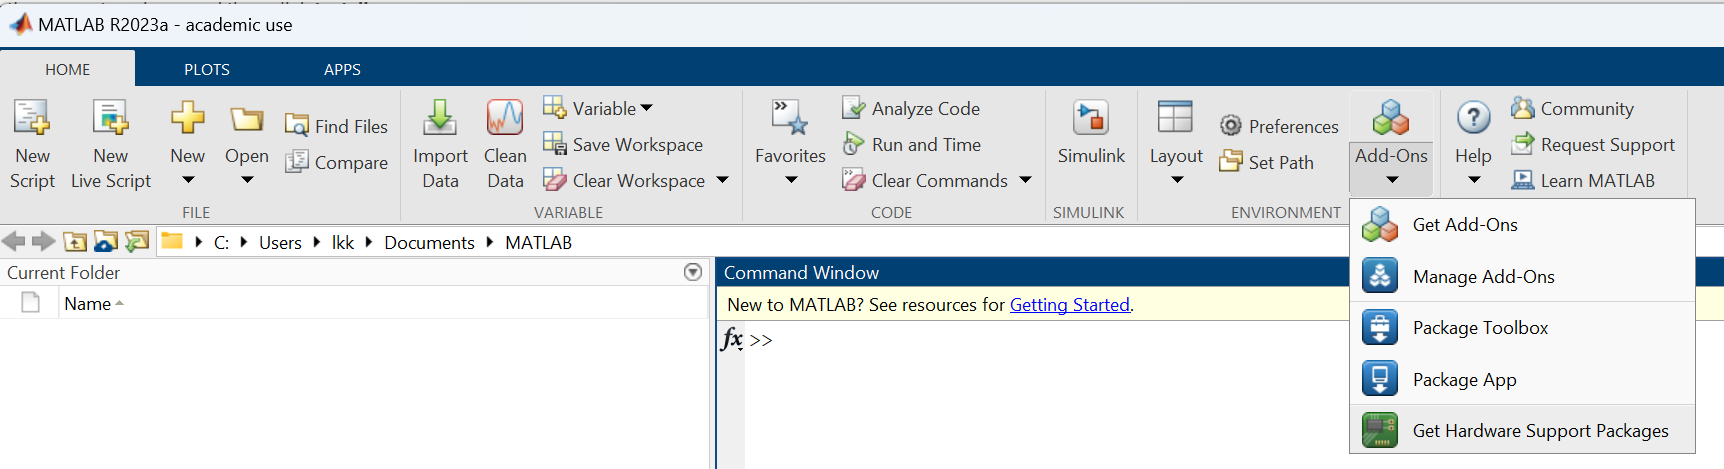 MATLAB R2023a - academic use
HOME PLOTS APPS
New Script
New Live Script
New
Open
Find Files
Compare
FILE
Import Data
Clean Data
Variable
Save Workspace
Clear Workspace
VARIABLE
Favorites
Analyze Code
Run and Time
Clear Commands
CODE
Simulink
SIMULINK
Layout
Preferences
Set Path
Add-Ons
ENVIRONMENT
Help
Community
Request Support
Learn MATLAB
Get Add-Ons
Manage Add-Ons
Package Toolbox
Package App
Get Hardware Support Packages
C: Users lkk Documents MATLAB
Current Folder
Name
Command Window
New to MATLAB? See resources for Getting Started.
fx >>